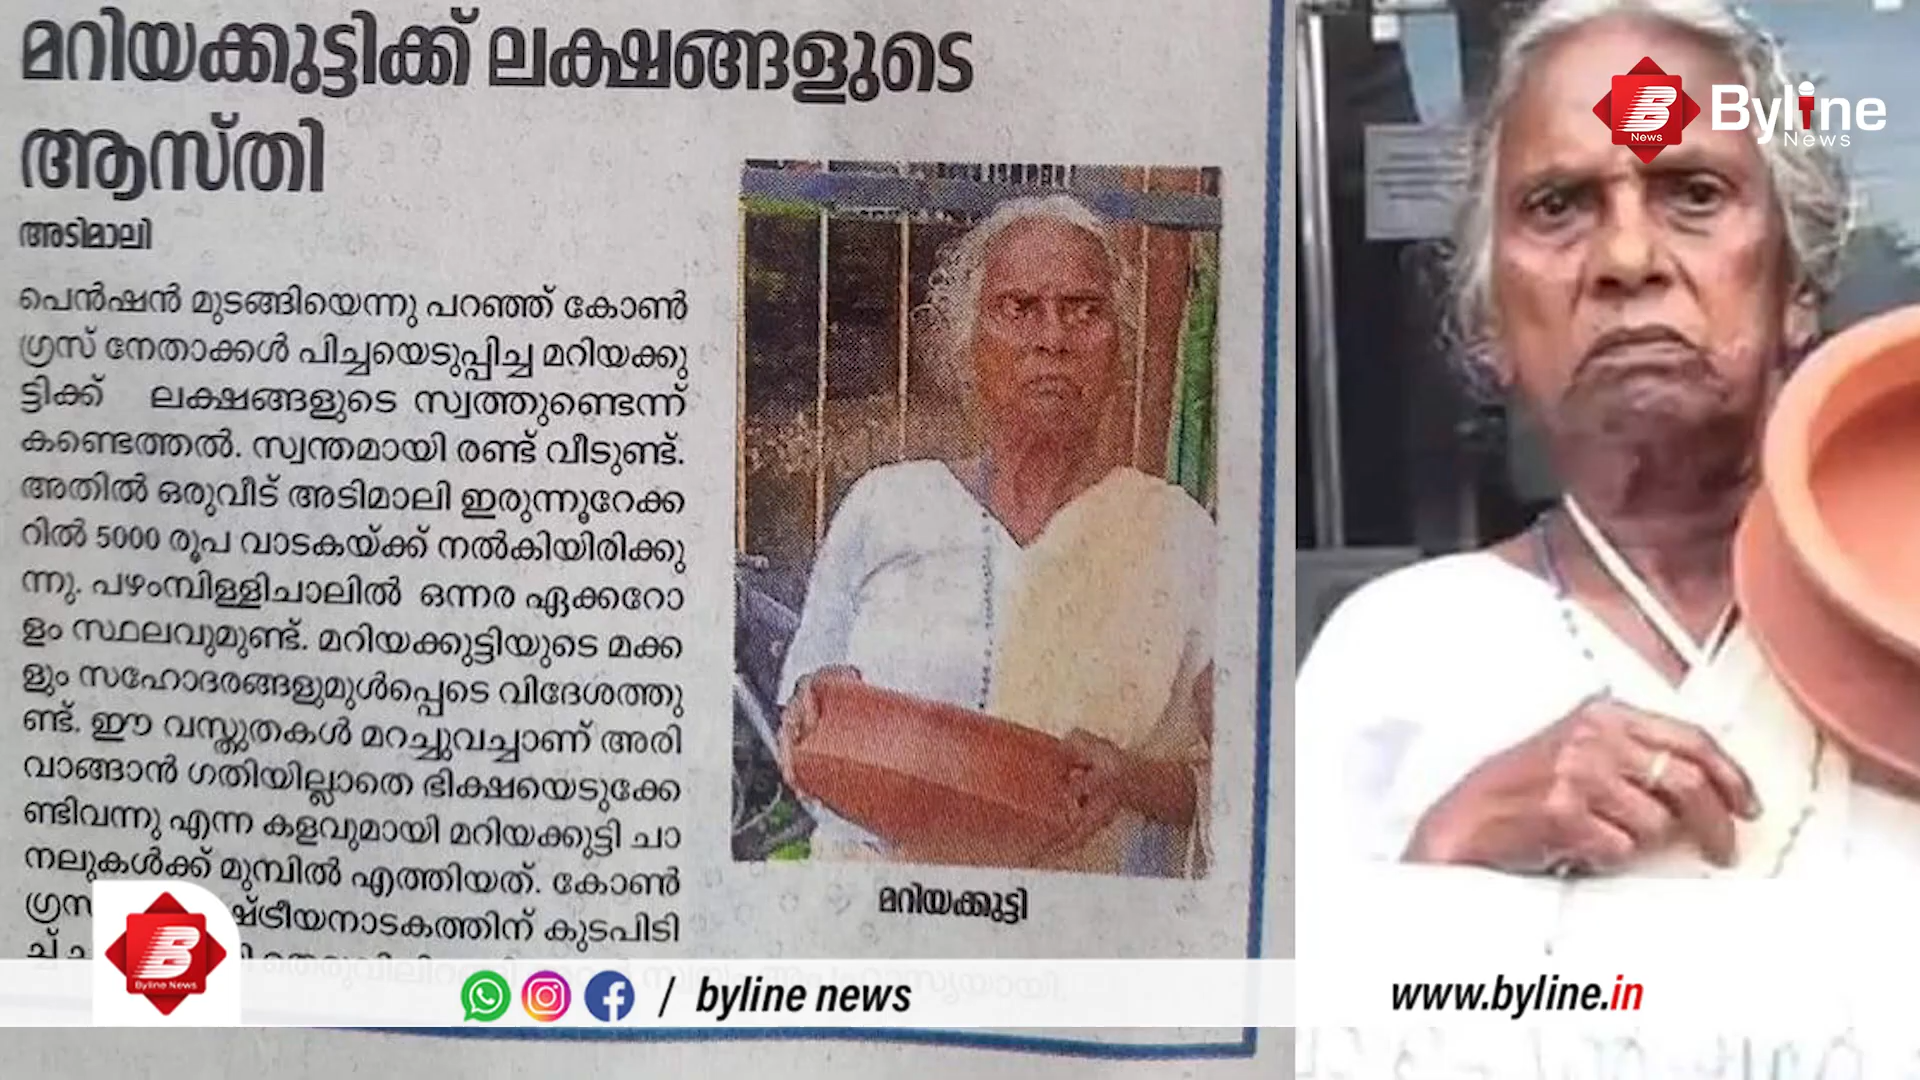 മറിയക്കുട്ടിക്ക് ലക്ഷങ്ങളുടെ
ആസ്തി
അടിമാലി
പെൻഷൻ മുടങ്ങിയെന്നു പറഞ്ഞ് കോൺ
ഗ്രസ് നേതാക്കൾ പിച്ചയെടുപ്പിച്ച മറിയക്കു
ട്ടിക്ക് ലക്ഷങ്ങളുടെ സ്വത്തുണ്ടെന്ന്
കണ്ടെത്തൽ. സ്വന്തമായി രണ്ട് വീടുണ്ട്.
അതിൽ ഒരുവീട് അടിമാലി ഇരുന്നൂറേക്ക
റിൽ 5000 രൂപ വാടകയ്ക്ക് നൽകിയിരിക്കു
ന്നു. പഴംമ്പിള്ളിചാലിൽ ഒന്നര ഏക്കറോ
ളം സ്ഥലവുമുണ്ട്. മറിയക്കുട്ടിയുടെ മക്ക
ളും സഹോദരങ്ങളുമുൾപ്പെടെ വിദേശത്തു
ണ്ട്. ഈ വസ്തുതകൾ മറച്ചുവച്ചാണ് അരി
വാങ്ങാൻ ഗതിയില്ലാതെ ഭിക്ഷയെടുക്കേ
ണ്ടിവന്നു എന്ന കളവുമായി മറിയക്കുട്ടി ചാ
നലുകൾക്ക് മുമ്പിൽ എത്തിയത്. കോൺ
ഷ്ട്രീയനാടകത്തിന് കുടപിടി
മറിയക്കുട്ടി
B
News
Byline
News
B
Byline News
/ byline news
www.byline.in